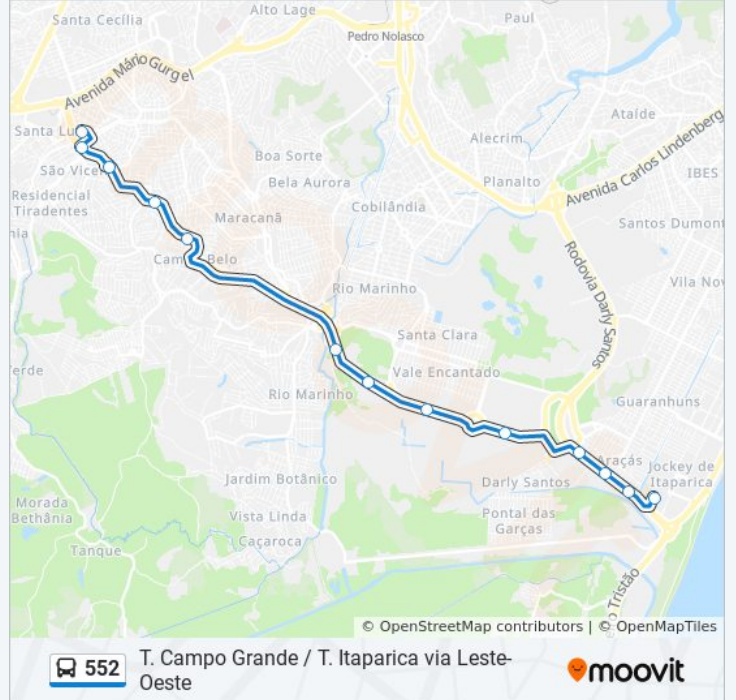 Santa Cecília
Alto Lage
Paul
Pedro Nolasco
Avenida Mário Gurgel
Ataíde
Avenida Carlos Lindenberg
Santa Lu
Alecrim
Boa Sorte
São Vice
IBES
Bela Aurora
Planalto
Residencial
Tiradentes
Cobilândia
Maracanã
Santos Dumont
Rodovia Darly Santos
Cam Belo
Vila Nov
Rio Marinho
Santa Clara
Vale Encantado
erde
Rio Marinho
Guaranhuns
Araçás
Jóckey de
Itaparica
Jardim Botânico
Darly Santos
Morada
Bethânia
Vista Linda
Pontal das
Garças
Caçaroca
Tanque
o Tristão
© OpenStreetMap contributors | © OpenMapTiles
552
T. Campo Grande / T. Itaparica via Leste-
Oeste
moovit